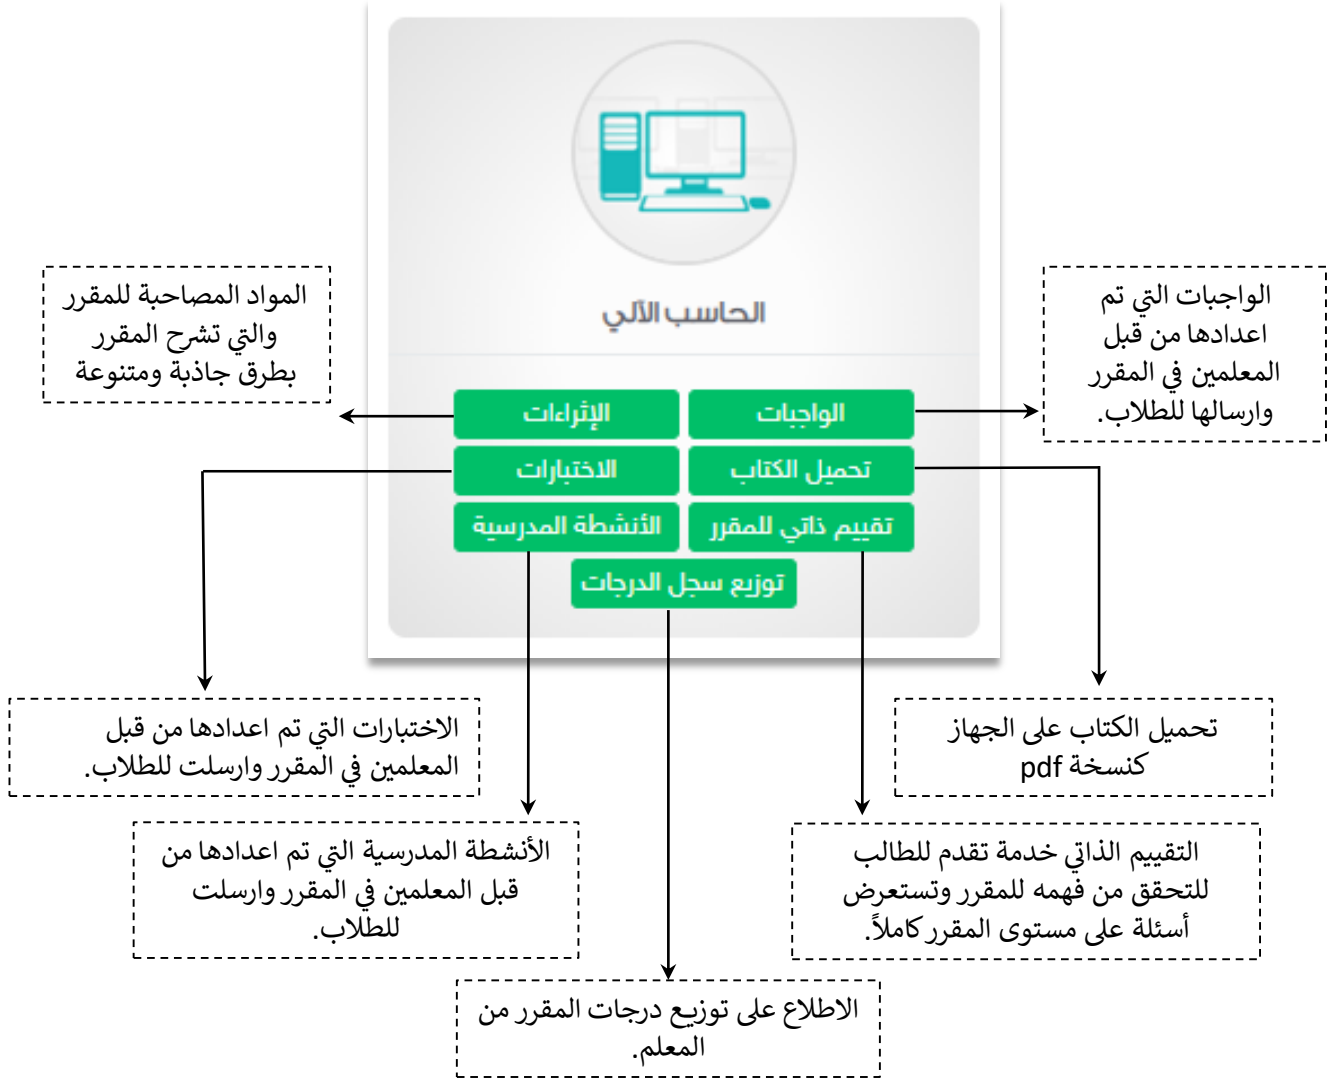 المواد المصاحبة للمقرر
والتي تشرح المقرر
بطرق جاذبة ومتنوعة
الحاسب الآلي
الواجبات التي تم
اعدادها من قبل
المعلمين في المقرر
وارسالها للطلاب.
الواجبات
الإثراءات
تحميل الكتاب
الاختبارات
تقييم ذاتي للمقرر
الأنشطة المدرسية
توزيع سجل الدرجات
تحميل الكتاب على الجهاز
كنسخة pdf
الاختبارات التي تم اعدادها من قبل
المعلمين في المقرر وارسلت للطلاب.
التقييم الذاتي خدمة تقدم للطالب
للتحقق من فهمه للمقرر وتستعرض
أسئلة على مستوى المقرر كاملاً.
الأنشطة المدرسية التي تم اعدادها من
قبل المعلمين في المقرر وارسلت
للطلاب.
الاطلاع على توزيع درجات المقرر من
المعلم.